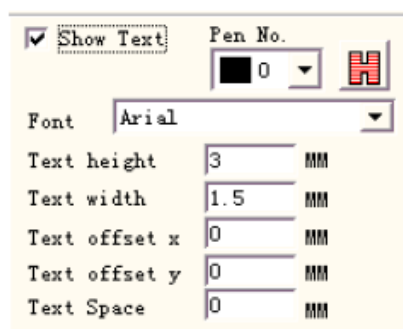 Show Text Pen No.
0
Font Arial
Text height 3 MM
Text width 1.5 MM
Text offset x 0 MM
Text offset y 0 MM
Text Space 0 MM